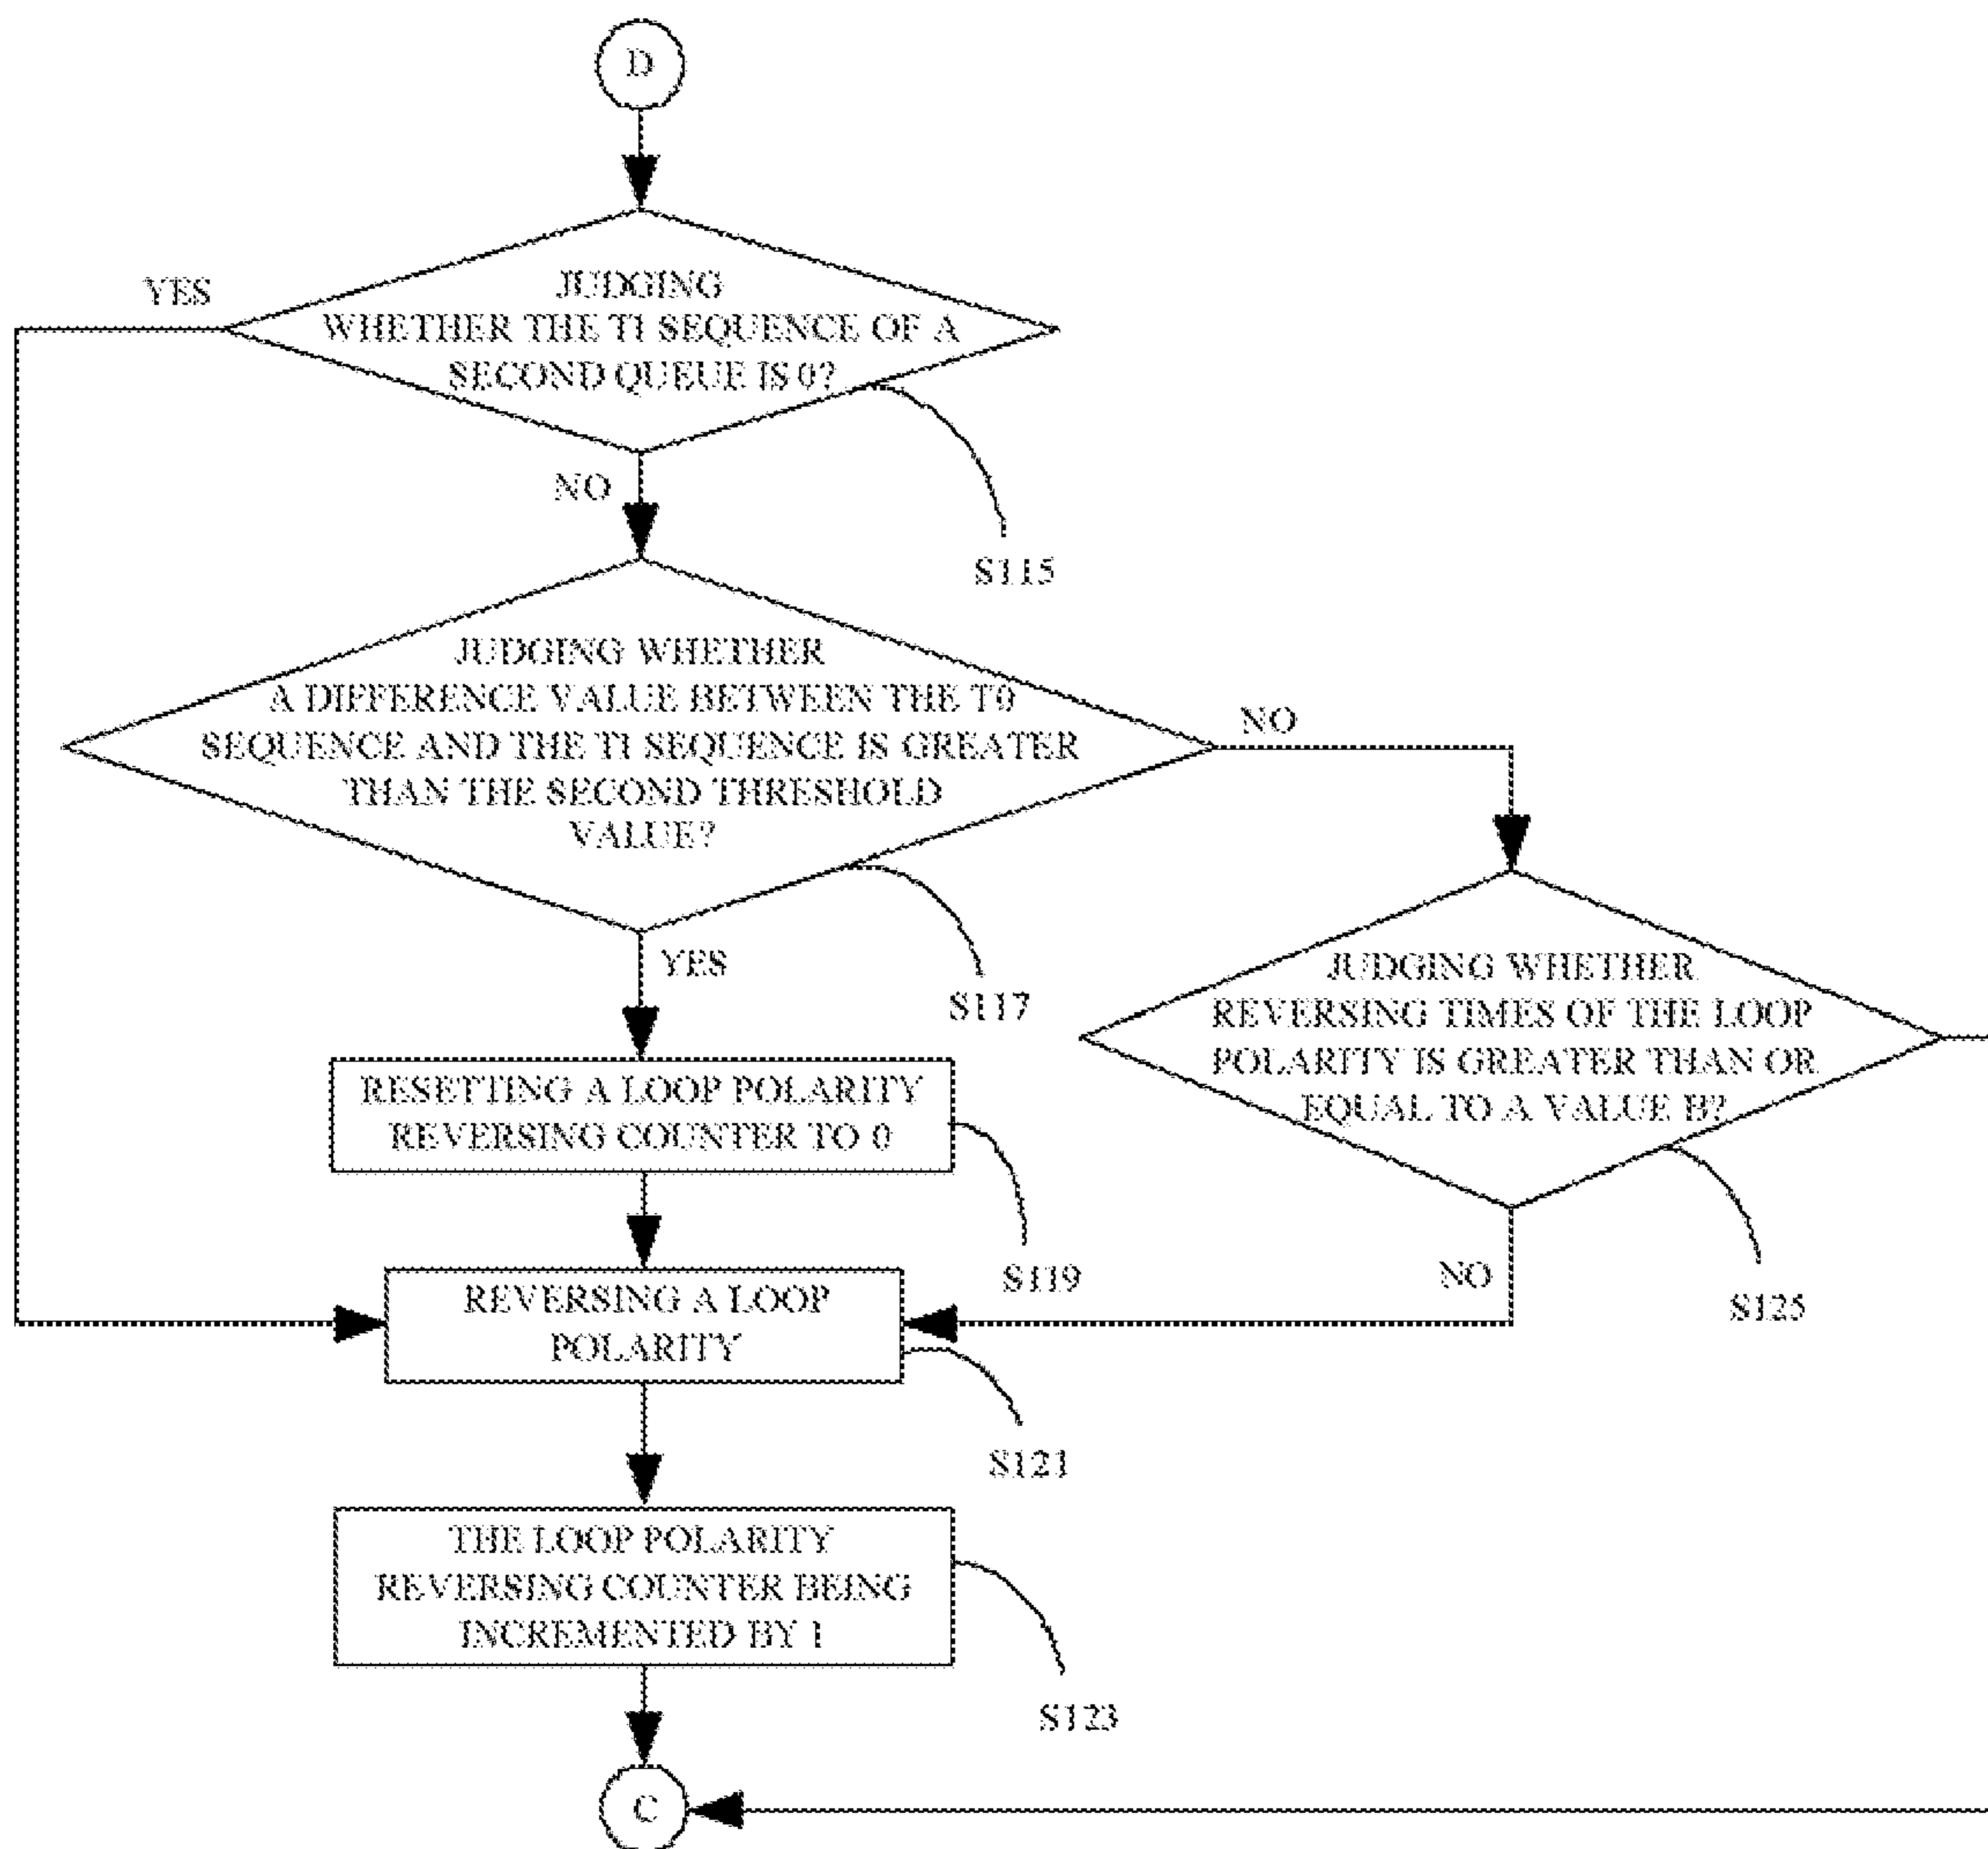 D
YES
JUDGING
WHETHER THE T1 SEQUENCE OF A
SECOND QUEUE IS 0?
NO
S115
JUDGING WHETHER
A DIFFERENCE VALUE BETWEEN THE T0
SEQUENCE AND THE T1 SEQUENCE IS GREATER
THAN THE SECOND THRESHOLD
VALUE?
NO
YES
S117
JUDGING WHETHER
REVERSING TIMES OF THE LOOP
POLARITY IS GREATER THAN OR
EQUAL TO A VALUE B?
RESETTING A LOOP POLARITY
REVERSING COUNTER TO 0
S119
NO
S125
REVERSING A LOOP
POLARITY
S121
THE LOOP POLARITY
REVERSING COUNTER BEING
INCREMENTED BY 1
S123
C